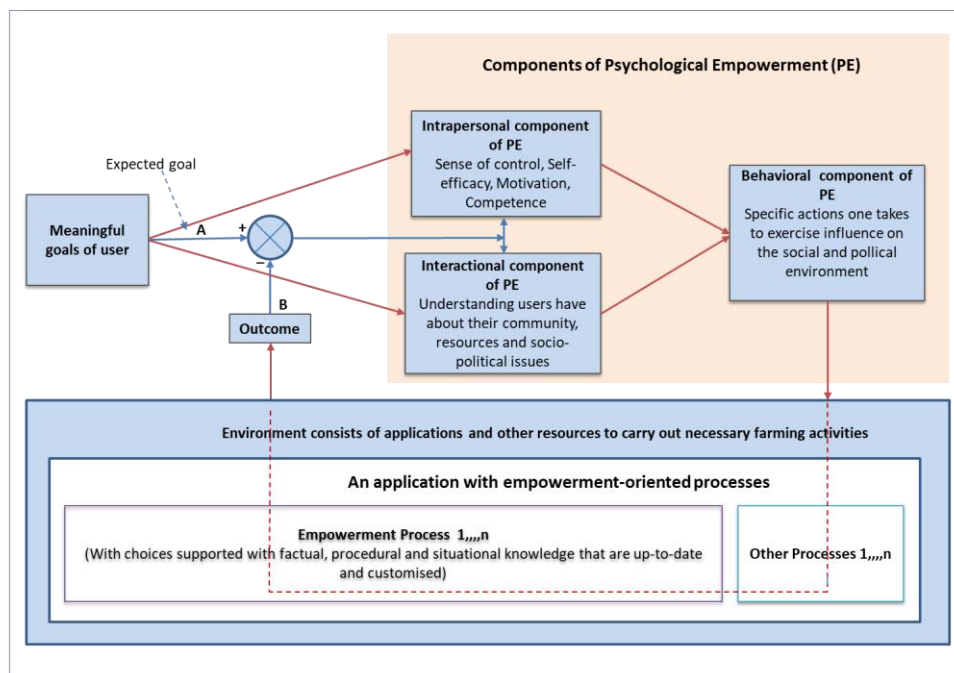 Components of Psychological Empowerment (PE)
Intrapersonal component
of PE
Sense of control, Self-
efficacy, Motivation,
Competence
Expected goal
Behavioral component of
PE
Specific actions one takes
to exercise influence on
the social and pollical
environment
Meaningful
goals of user
A
+
−
Interactional component
of PE
Understanding users have
about their community,
resources and socio-
political issues
B
Outcome
Environment consists of applications and other resources to carry out necessary farming activities
An application with empowerment-oriented processes
Empowerment Process 1,,,,n
(With choices supported with factual, procedural and situational knowledge that are up-to-date
and customised)
Other Processes 1,,,,n